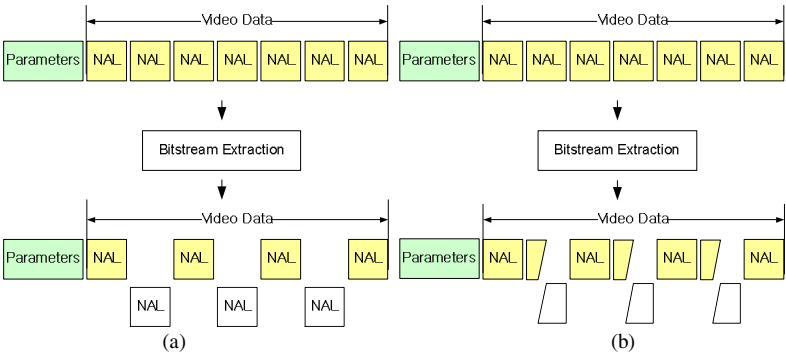 Video Data
Parameters NAL NAL NAL NAL NAL NAL NAL
Bitstream Extraction
Video Data
Parameters NAL NAL NAL NAL
NAL NAL NAL
(a)
Video Data
Parameters NAL NAL NAL NAL NAL NAL NAL
Bitstream Extraction
Video Data
Parameters NAL NAL NAL NAL
(b)